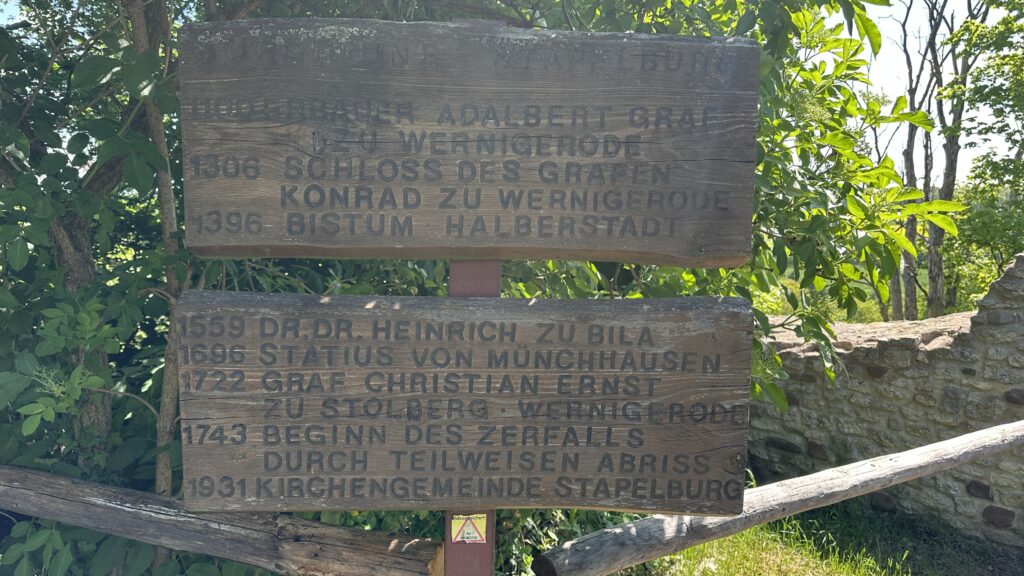 STAPELBURG
ERBAUER ADALBERT GRAF
ZU WERNIGERODE
1306 SCHLOSS DES GRAFEN
KONRAD ZU WERNIGERODE
1396 BISTUM HALBERSTADT
1559 DR.DR. HEINRICH ZU BILA
1696 STATIUS VON MÜNCHHAUSEN
1722 GRAF CHRISTIAN ERNST
ZU STOLBERG-WERNIGERODE
1743 BEGINN DES ZERFALLS
DURCH TEILWEISEN ABRISS
1931 KIRCHENGEMEINDE STAPELBURG